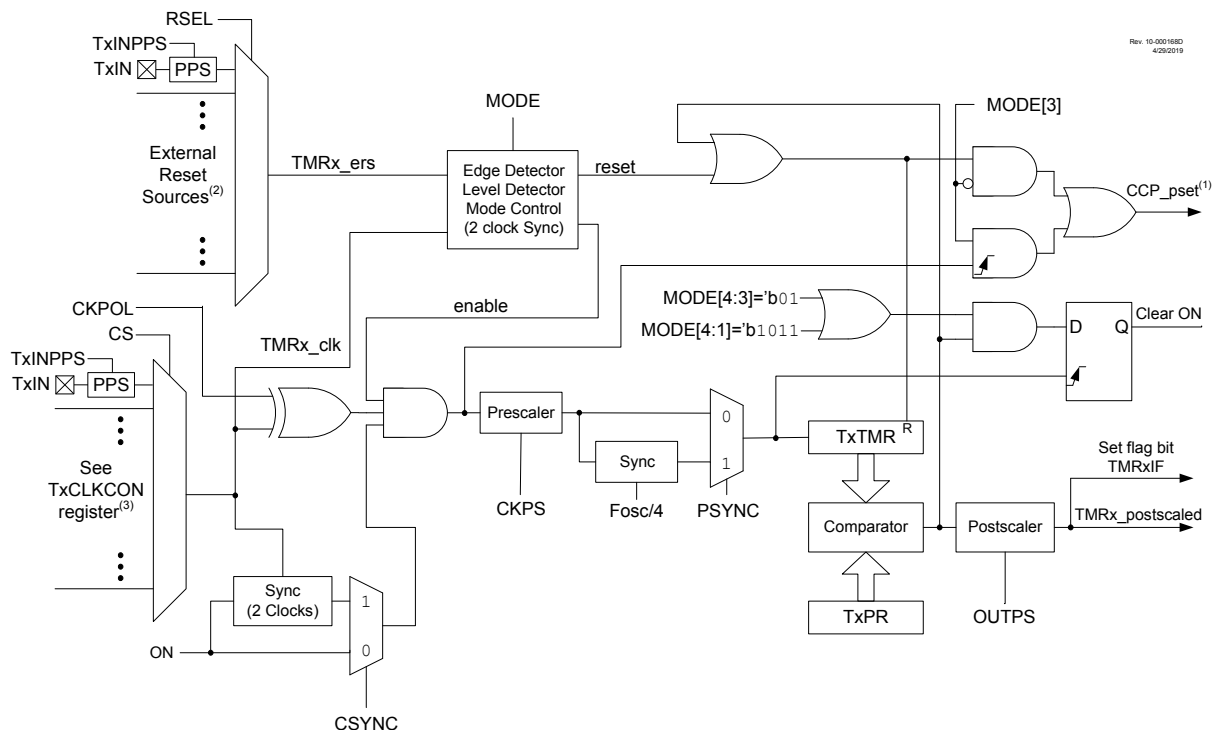 RSEL
TxINPPS
TxIN
PPS
Rev. 10-000168D
4/29/2019
MODE
MODE[3]
External
Reset
Sources(2)
TMRx_ers
Edge Detector
Level Detector
Mode Control
(2 clock Sync)
reset
CCP_pset(1)
enable
MODE[4:3]='b01
MODE[4:1]='b1011
D
Q
Clear ON
CKPOL
CS
TMRx_clk
TxINPPS
TxIN
PPS
Prescaler
0
1
Sync
TxTMR
R
Set flag bit
TMRxIF
See
TxCLKCON
register(3)
CKPS
Fosc/4
PSYNC
Comparator
Postscaler
TMRx_postscaled
Sync
(2 Clocks)
1
0
TxPR
OUTPS
ON
CSYNC